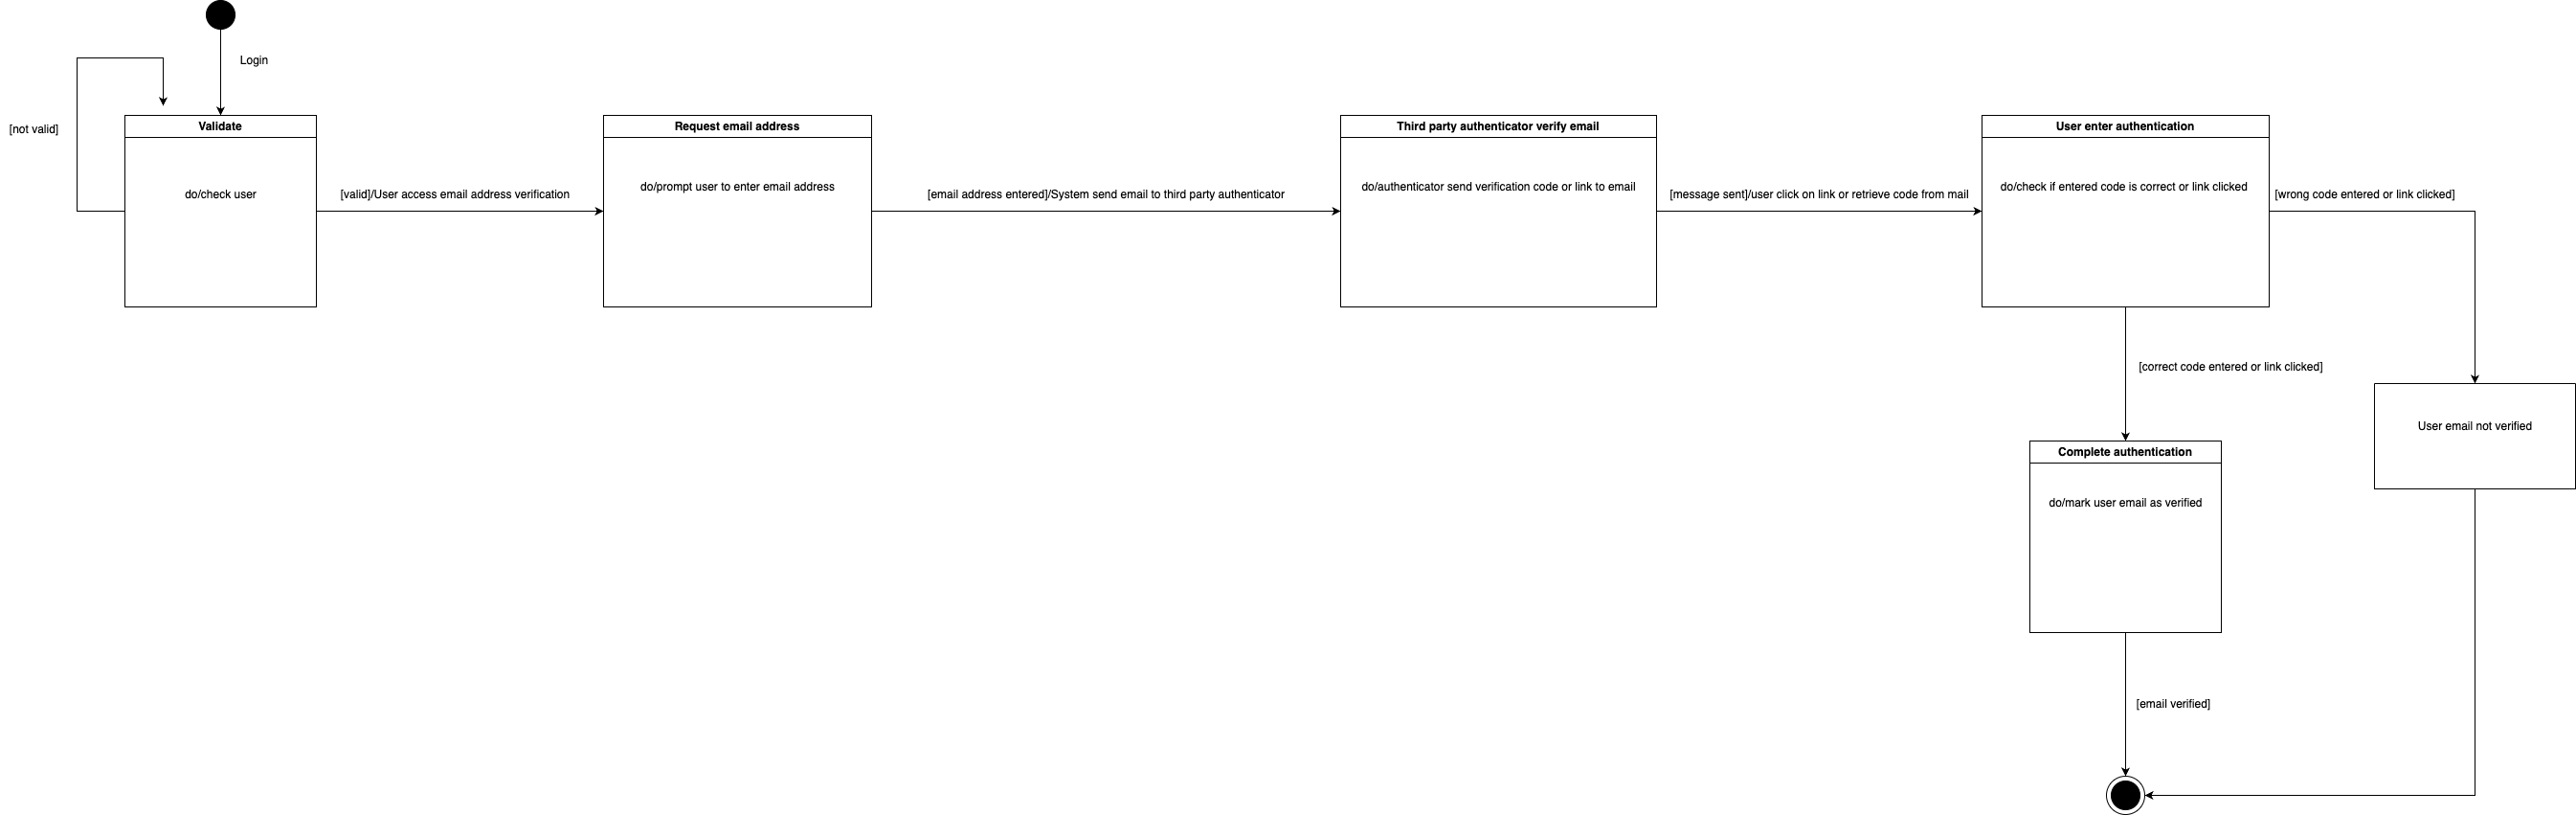 Login
[not valid]
Validate
do/check user
[valid]/User access email address verification
Request email address
do/prompt user to enter email address
[email address entered]/System send email to third party authenticator
Third party authenticator verify email
do/authenticator send verification code or link to email
[message sent]/user click on link or retrieve code from mail
User enter authentication
do/check if entered code is correct or link clicked
[wrong code entered or link clicked]
[correct code entered or link clicked]
User email not verified
Complete authentication
do/mark user email as verified
[email verified]